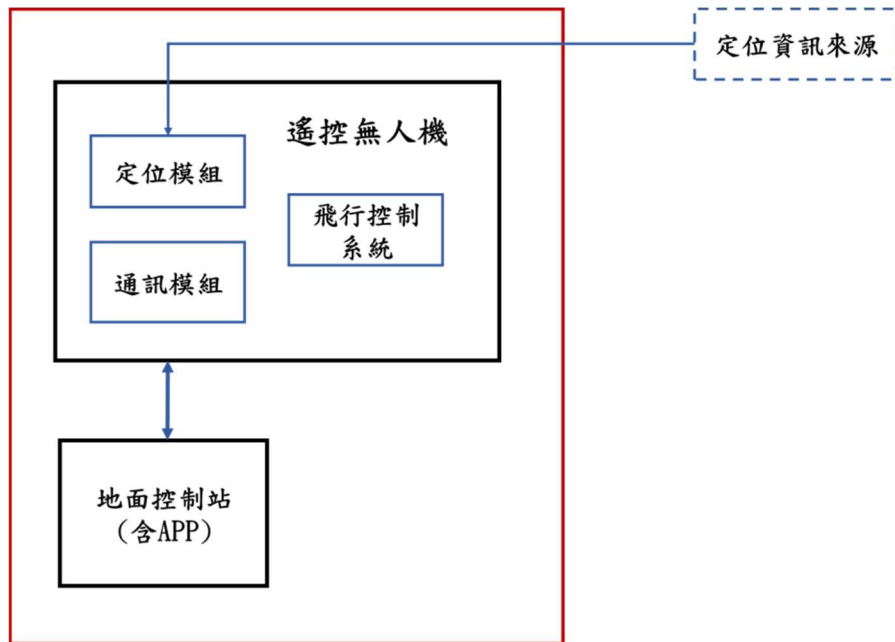 定位資訊來源
遙控無人機
定位模組
飛行控制
系統
通訊模組
地面控制站
(含APP)